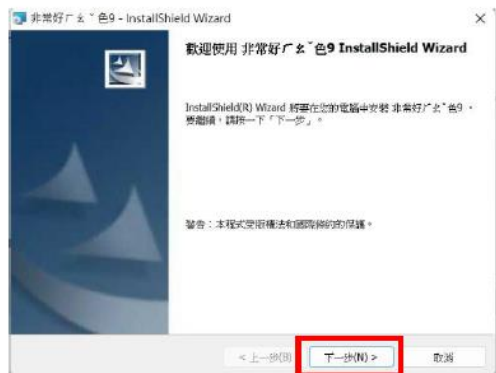 非常好ㄏㄠˇ色9 - InstallShield Wizard
歡迎使用 非常好ㄏㄠˇ色9 InstallShield Wizard
InstallShield(R) Wizard 將要在您的電腦中安裝 非常好ㄏㄠˇ色9。
要繼續，請按一下「下一步」。
警告：本程式受版權法和國際條約的保護。
< 上一步(B)
下一步(N) >
取消